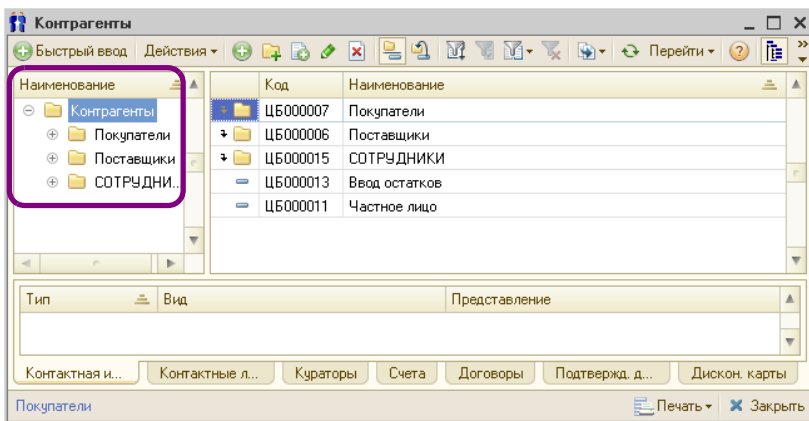 Контрагенты
Быстрый ввод Действия Перейти
Наименование Код Наименование
Контрагенты ЦБ000007 Покупатели
Покупатели ЦБ000006 Поставщики
Поставщики ЦБ000015 СОТРУДНИКИ
СОТРУДНИ... ЦБ000013 Ввод остатков
ЦБ000011 Частное лицо
Тип Вид Представление
Контактная и... Контактные л... Кураторы Счета Договоры Подтвержд. д... Дискон. карты
Покупатели Печать Закрыть